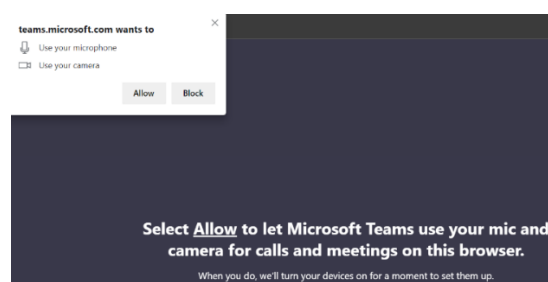 teams.microsoft.com wants to
Use your microphone
Use your camera
Allow Block
Select Allow to let Microsoft Teams use your mic and
camera for calls and meetings on this browser.
When you do, we'll turn your devices on for a moment to set them up.